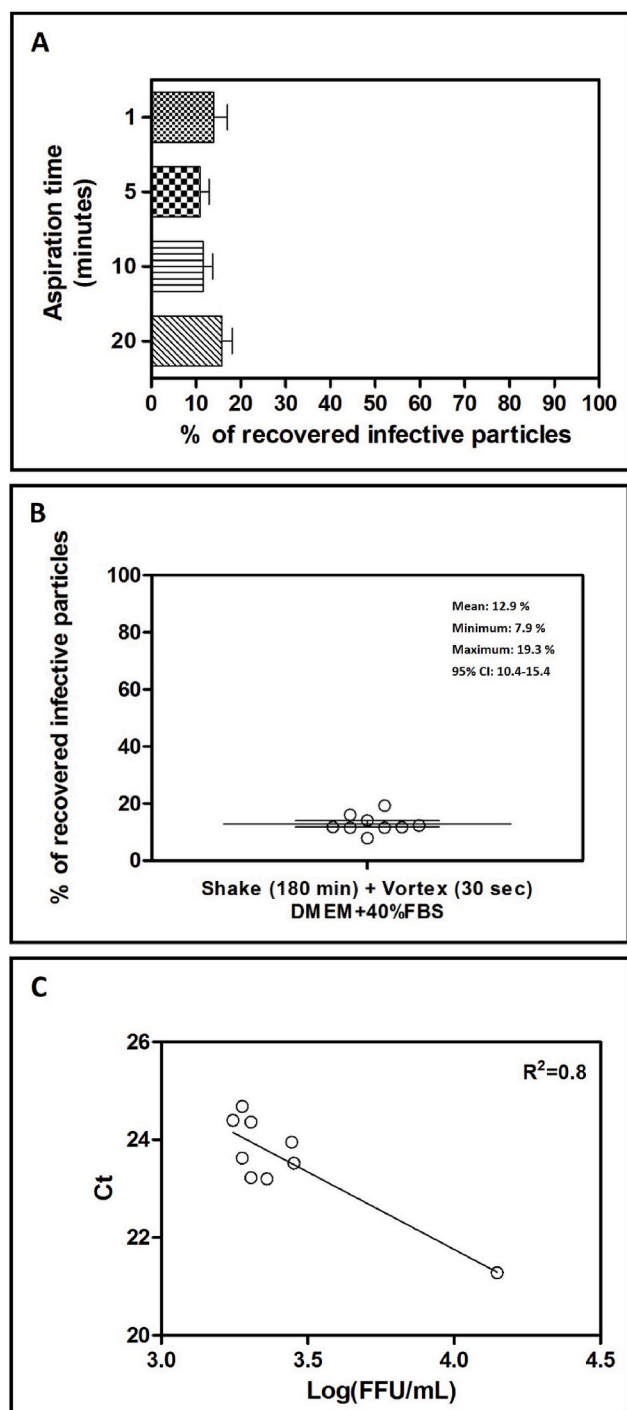 A
Aspiration time
(minutes)
1
5
10
20
0 10 20 30 40 50 60 70 80 90 100
% of recovered infective particles
B
% of recovered infective particles
100
80
60
40
20
0
Mean: 12.9 %
Minimum: 7.9 %
Maximum: 19.3 %
95% CI: 10.4-15.4
Shake (180 min) + Vortex (30 sec)
DMEM+40%FBS
C
Ct
26
24
22
20
R²=0.8
3.0 3.5 4.0 4.5
Log(FFU/mL)